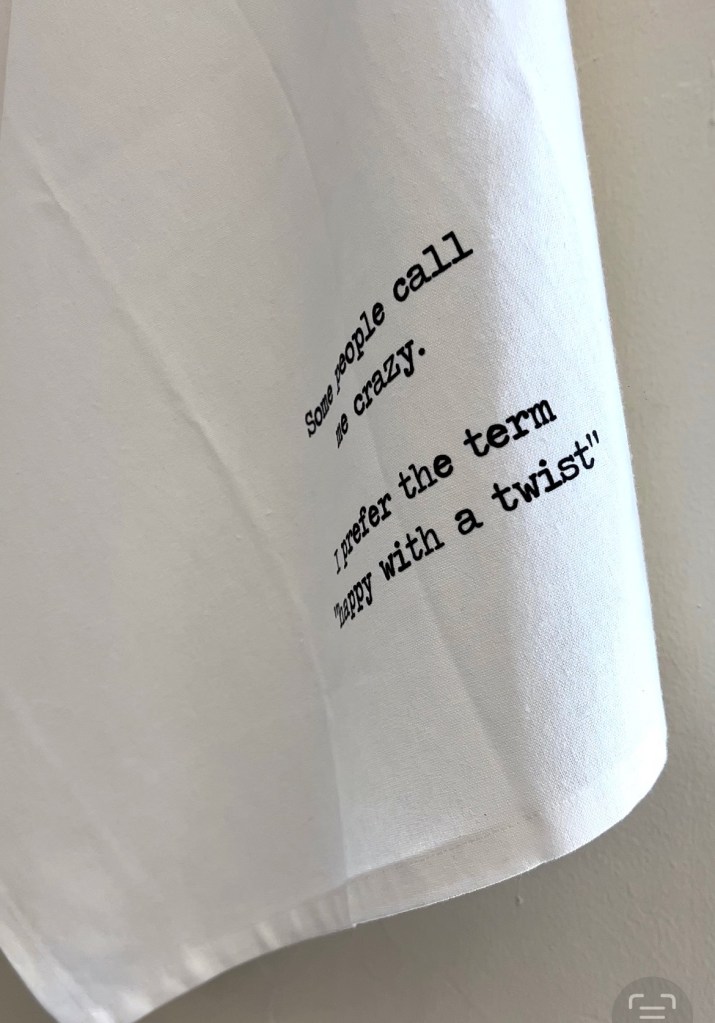 Some people call
me crazy.
I prefer the term
"happy with a twist"